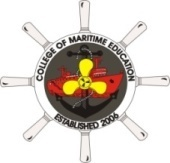 COLLEGE OF MARITIME EDUCATION
ESTABLISHED 2006